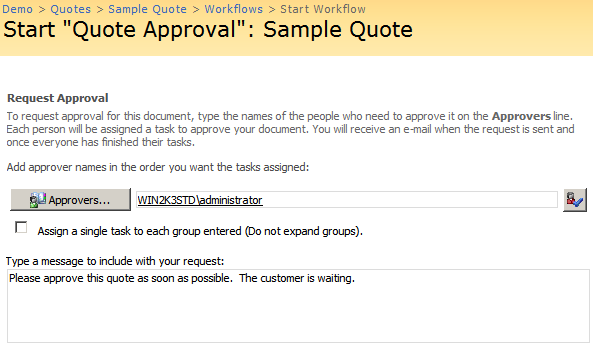 Demo > Quotes > Sample Quote > Workflows > Start Workflow
Start "Quote Approval": Sample Quote
Request Approval
To request approval for this document, type the names of the people who need to approve it on the Approvers line.
Each person will be assigned a task to approve your document. You will receive an e-mail when the request is sent and
once everyone has finished their tasks.
Add approver names in the order you want the tasks assigned:
Approvers... WIN2K3STD\administrator
Assign a single task to each group entered (Do not expand groups).
Type a message to include with your request:
Please approve this quote as soon as possible.  The customer is waiting.